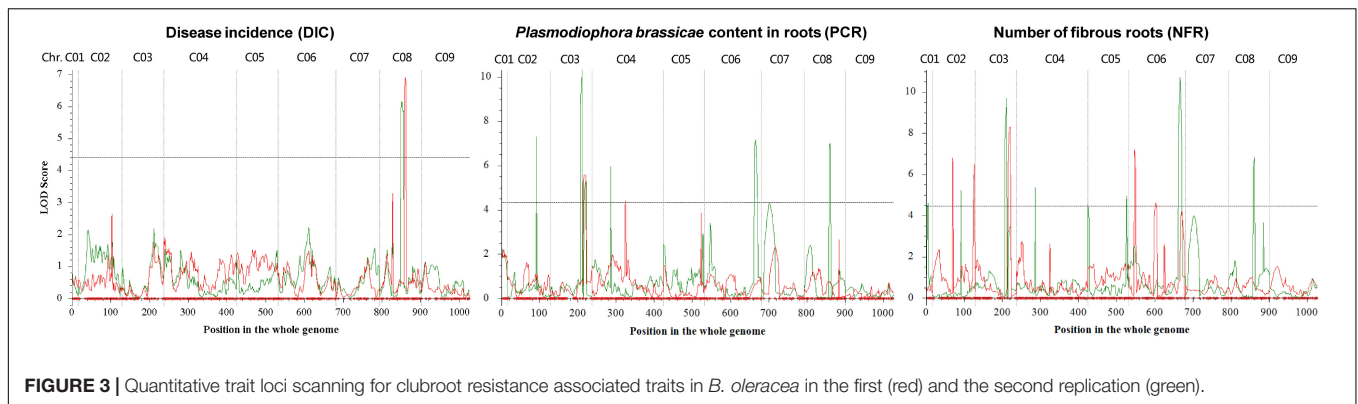 Disease incidence (DIC)
Plasmodiophora brassicae content in roots (PCR)
Number of fibrous roots (NFR)
Chr. C01 C02 C03 C04 C05 C06 C07 C08 C09
C01 C02 C03 C04 C05 C06 C07 C08 C09
C01 C02 C03 C04 C05 C06 C07 C08 C09
LOD Score
7
6
5
4
3
2
1
0
0 100 200 300 400 500 600 700 800 900 1000
Position in the whole genome
10
8
6
4
2
0
0 100 200 300 400 500 600 700 800 900 1000
Position in the whole genome
10
8
6
4
2
0
0 100 200 300 400 500 600 700 800 900 1000
Position in the whole genome
FIGURE 3 | Quantitative trait loci scanning for clubroot resistance associated traits in B. oleracea in the first (red) and the second replication (green).